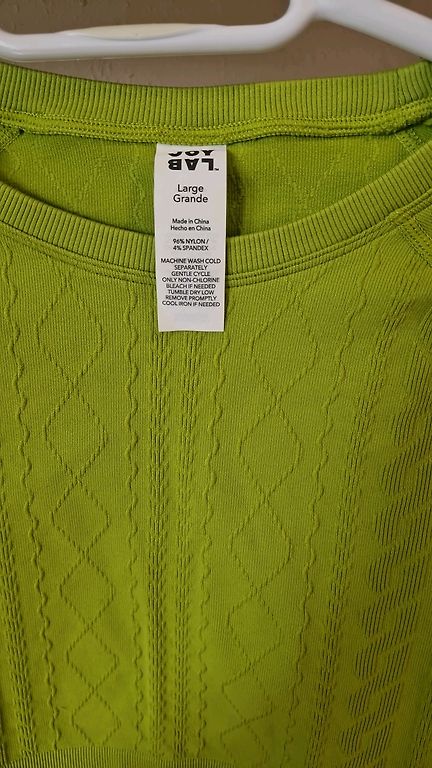 JOY
LAB™
Large
Grande
Made in China
Hecho en China
96% NYLON /
4% SPANDEX
MACHINE WASH COLD
SEPARATELY
GENTLE CYCLE
ONLY NON-CHLORINE
BLEACH IF NEEDED
TUMBLE DRY LOW
REMOVE PROMPTLY
COOL IRON IF NEEDED